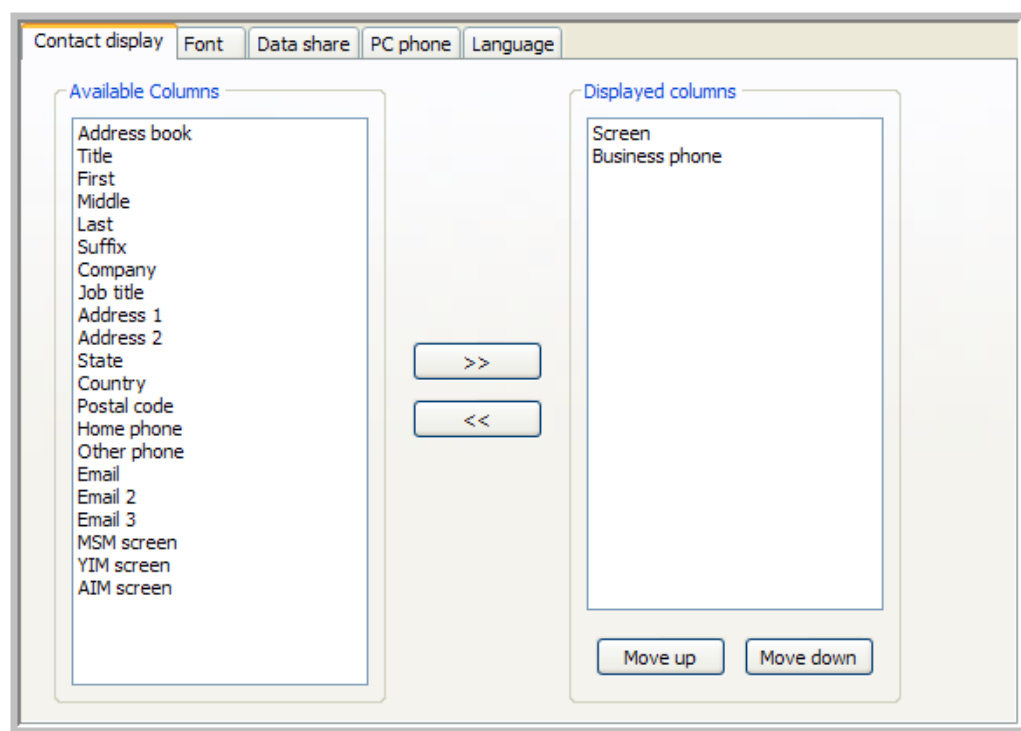 Contact display Font Data share PC phone Language
Available Columns
Address book
Title
First
Middle
Last
Suffix
Company
Job title
Address 1
Address 2
State
Country
Postal code
Home phone
Other phone
Email
Email 2
Email 3
MSM screen
YIM screen
AIM screen
>>
<<
Displayed columns
Screen
Business phone
Move up Move down